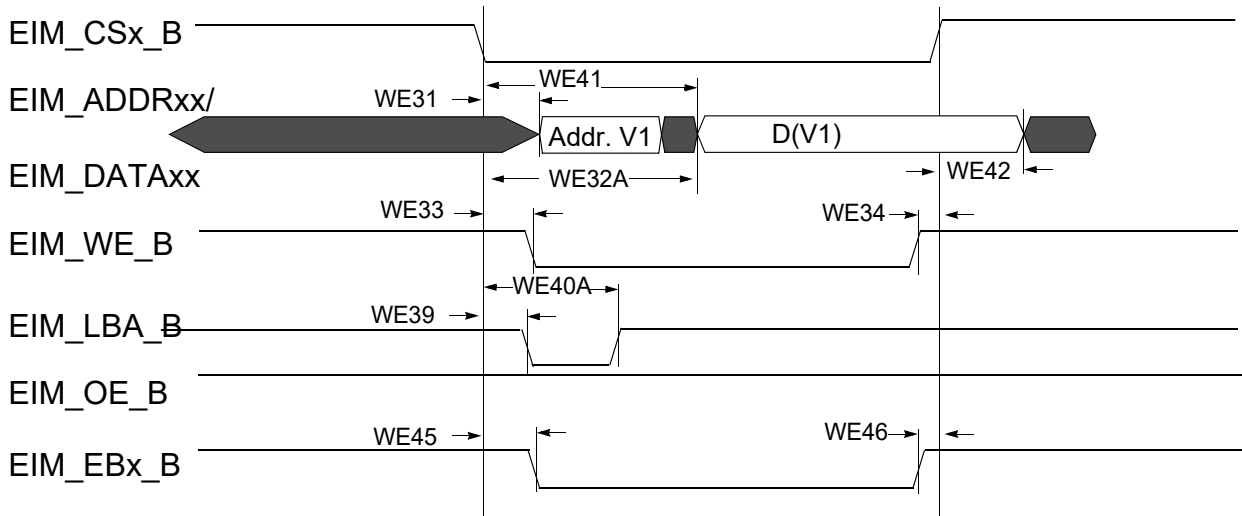 EIM_CSx_B
WE41
EIM_ADDRxx/
WE31
Addr. V1
D(V1)
EIM_DATAxx
WE32A
WE42
WE33
WE34
EIM_WE_B
WE40A
WE39
EIM_LBA_B
EIM_OE_B
WE45
WE46
EIM_EBx_B